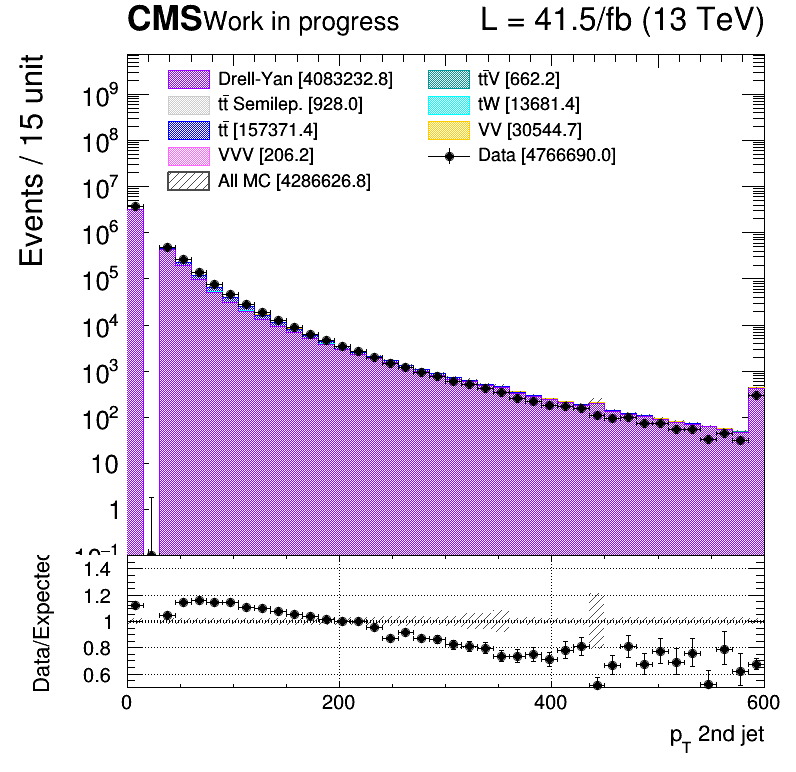 CMS Work in progress L = 41.5/fb (13 TeV)
Drell-Yan [4083232.8] tt̄V [662.2]
tt̄ Semilep. [928.0] tW [13681.4]
tt̄ [157371.4] VV [30544.7]
VVV [206.2] Data [4766690.0]
All MC [4286626.8]
Events / 15 unit
10⁹
10⁸
10⁷
10⁶
10⁵
10⁴
10³
10²
10
1
10⁻¹
Data/Expected
1.4
1.2
1
0.8
0.6
0 200 400 600
p_T 2nd jet